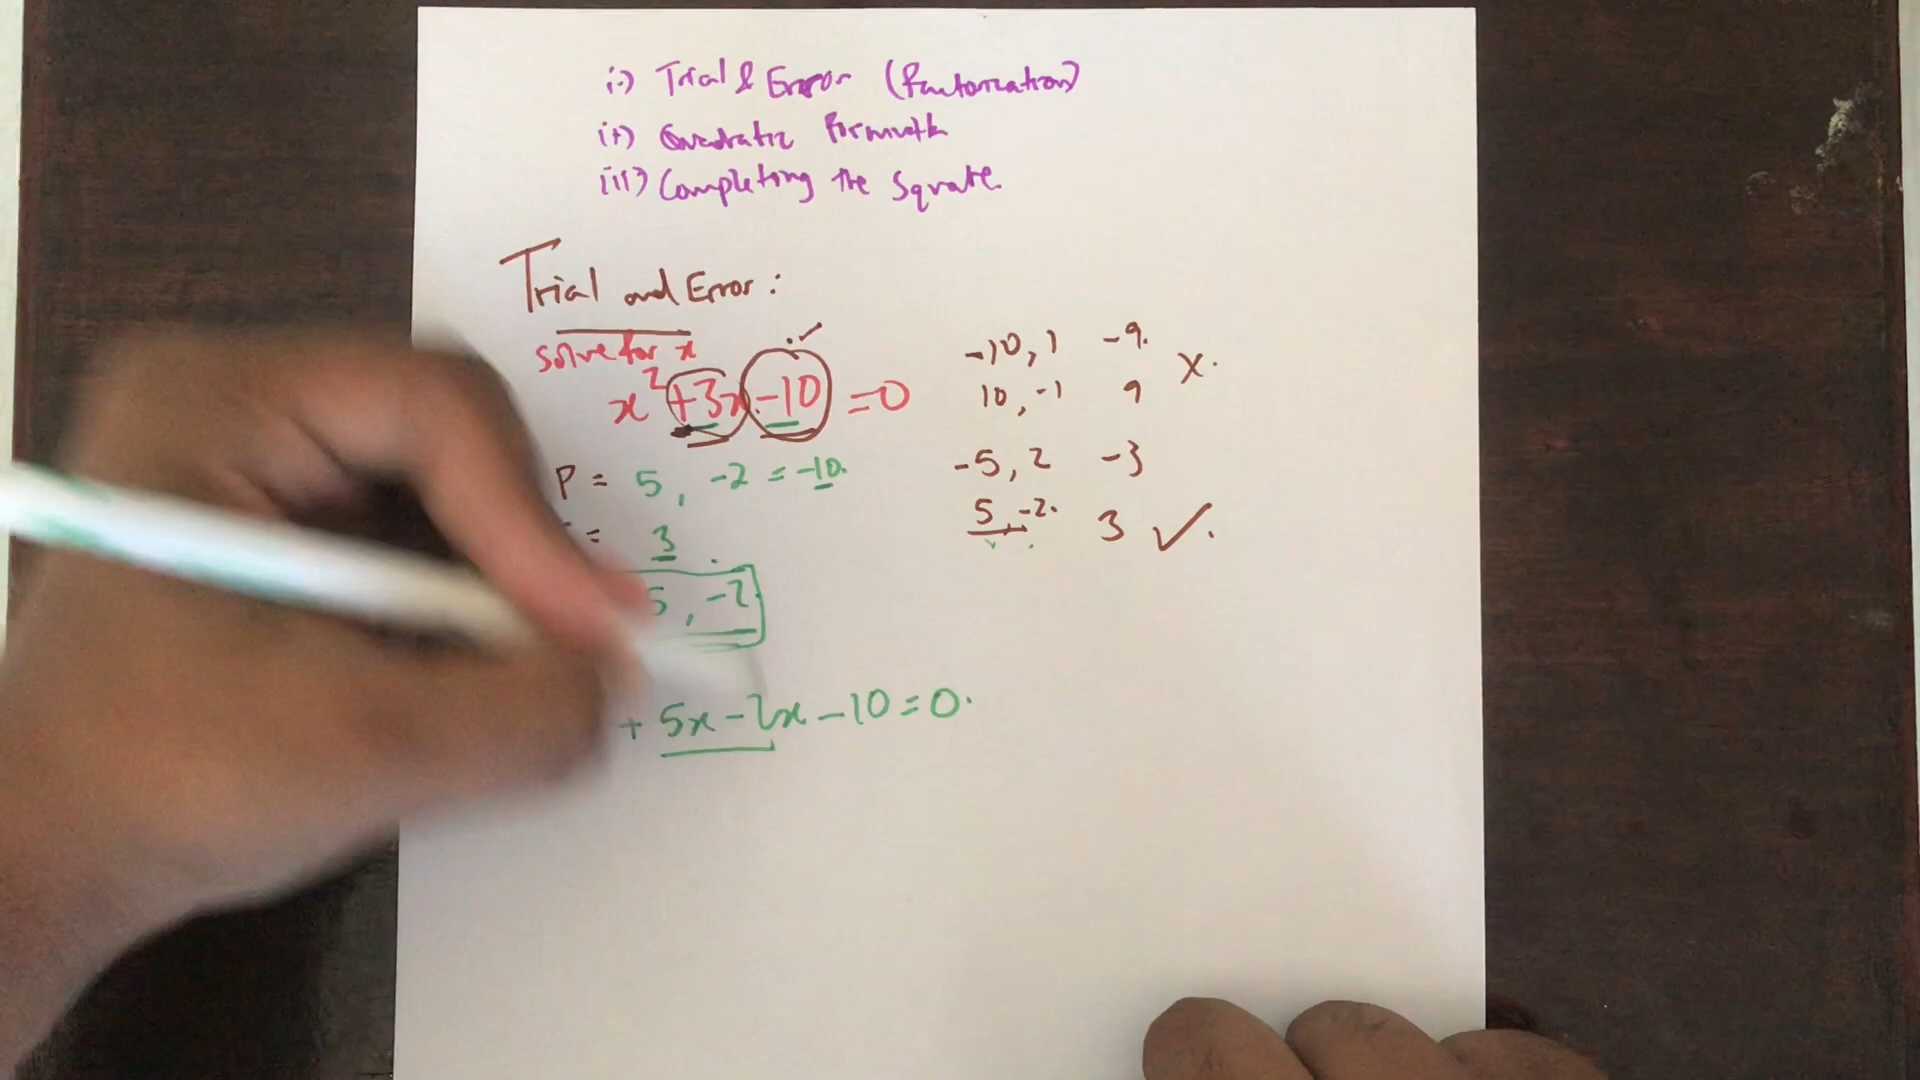 i) Trial & Error (Factorization)
ii) Quadratic Formula
iii) Completing the Square.
Trial and Error:
solve for x
x² +3x -10 =0
P = 5, -2 = -10.
= 3
5, -2
+ 5x - 2x - 10 = 0.
-10, 1 -9. X.
10, -1 9
-5, 2 -3
5, -2. 3 ✓.